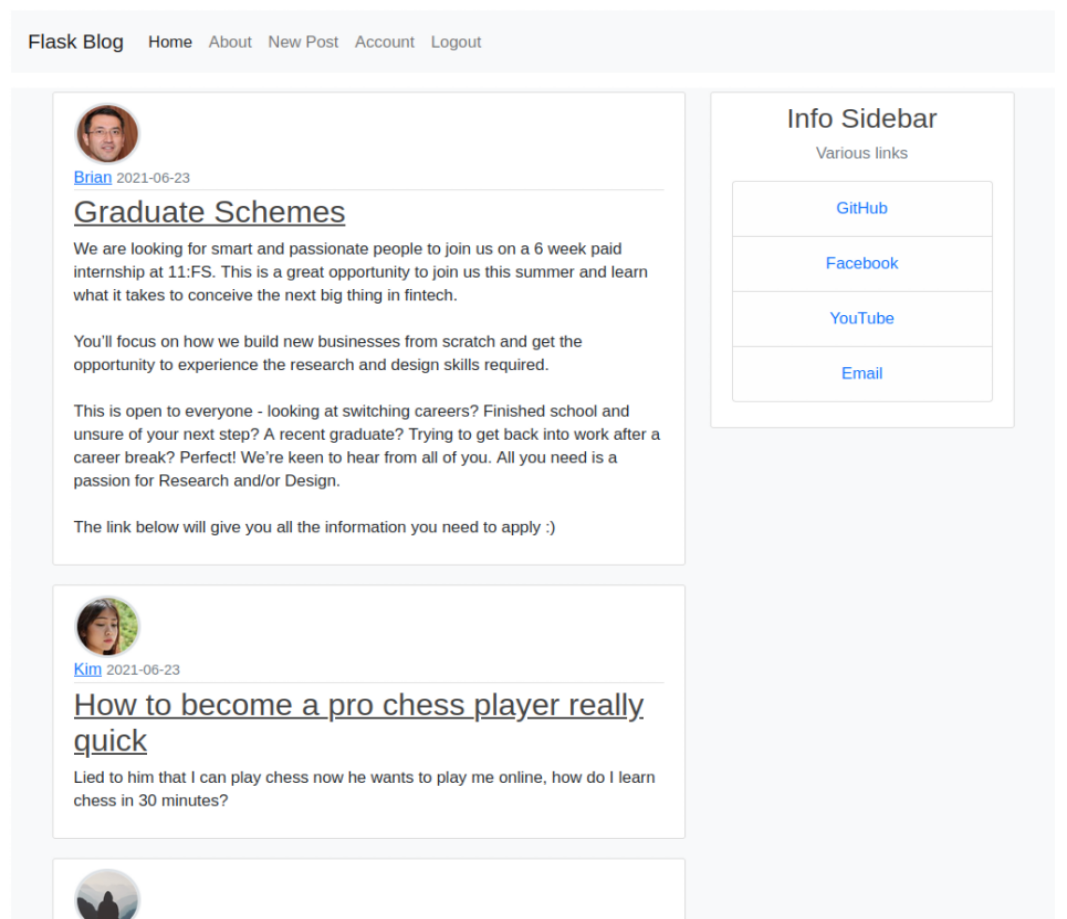 Flask Blog Home About New Post Account Logout
Brian 2021-06-23
Graduate Schemes
We are looking for smart and passionate people to join us on a 6 week paid
internship at 11:FS. This is a great opportunity to join us this summer and learn
what it takes to conceive the next big thing in fintech.
You’ll focus on how we build new businesses from scratch and get the
opportunity to experience the research and design skills required.
This is open to everyone - looking at switching careers? Finished school and
unsure of your next step? A recent graduate? Trying to get back into work after a
career break? Perfect! We’re keen to hear from all of you. All you need is a
passion for Research and/or Design.
The link below will give you all the information you need to apply :)
Kim 2021-06-23
How to become a pro chess player really
quick
Lied to him that I can play chess now he wants to play me online, how do I learn
chess in 30 minutes?
Info Sidebar
Various links
GitHub
Facebook
YouTube
Email